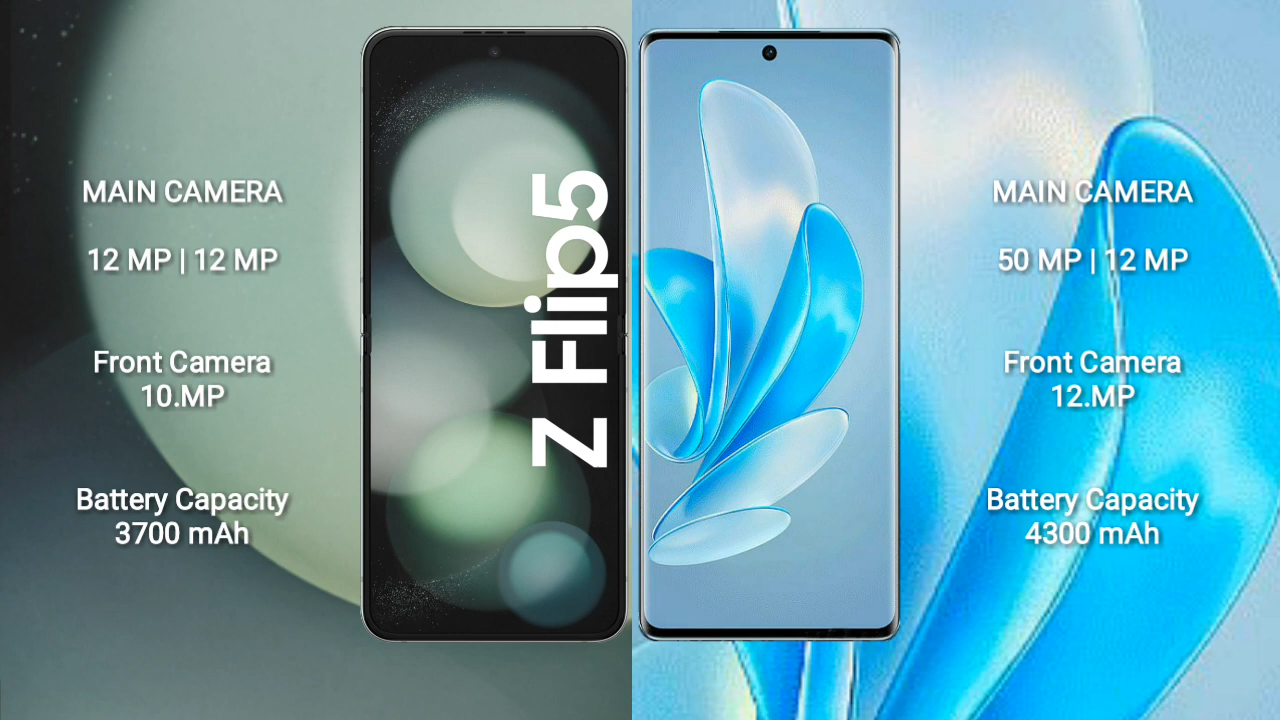 MAIN CAMERA
12 MP | 12 MP
Front Camera
10.MP
Battery Capacity
3700 mAh
Z Flip5
MAIN CAMERA
50 MP | 12 MP
Front Camera
12.MP
Battery Capacity
4300 mAh